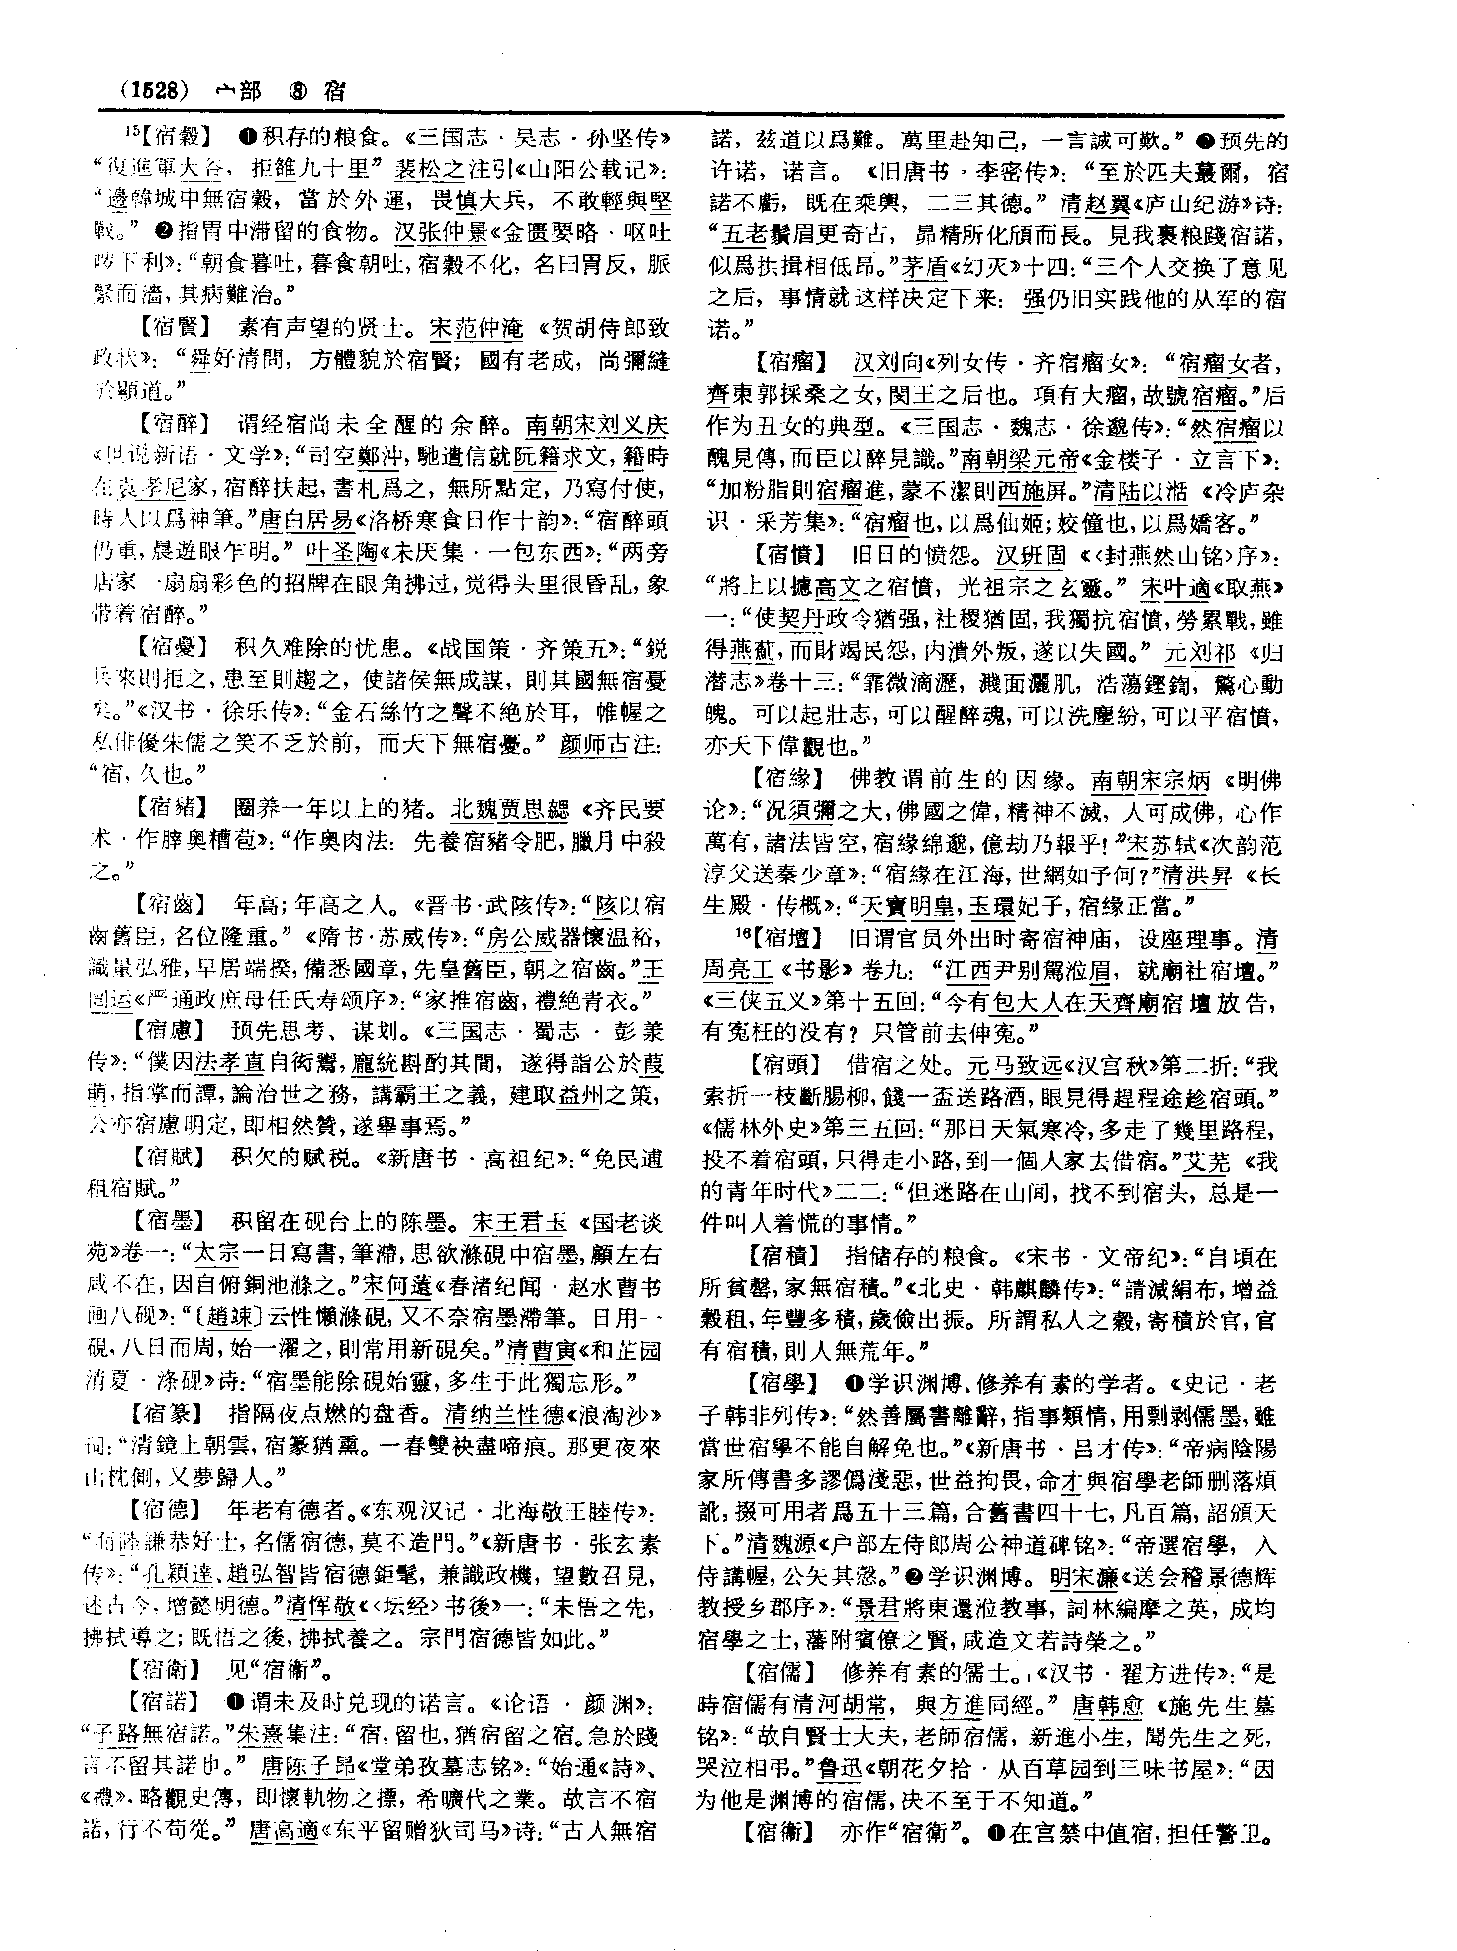 (1528) 宀部 ⑧ 宿
15【宿穀】 ❶积存的粮食。《三国志·吴志·孙坚传》
“復進軍大谷，拒雒九十里”裴松之注引《山阳公载记》：
“邊韓城中無宿穀，當於外運，畏慎大兵，不敢輕與堅
戰。”❷指胃中滞留的食物。汉张仲景《金匮要略·呕吐
哕下利》：“朝食暮吐，暮食朝吐，宿穀不化，名曰胃反，脈
緊而濇，其病難治。”
【宿賢】 素有声望的贤士。宋范仲淹《贺胡侍郎致
政状》：“舜好清問，方體貌於宿賢；國有老成，尚彌縫
於顯道。”
【宿醉】 谓经宿尚未全醒的余醉。南朝宋刘义庆
《世说新语·文学》：“司空鄭沖，馳遣信就阮籍求文，籍時
在袁孝尼家，宿醉扶起，書札爲之，無所點定，乃寫付使，
時人以爲神筆。”唐白居易《洛桥寒食日作十韵》：“宿醉頭
仍重，晨遊眼乍明。”叶圣陶《未厌集·一包东西》：“两旁
店家一扇扇彩色的招牌在眼角拂过，觉得头里很昏乱，象
带着宿醉。”
【宿憂】 积久难除的忧患。《战国策·齐策五》：“鋭
兵來則拒之，患至則趨之，使諸侯無成謀，則其國無宿憂
矣。”《汉书·徐乐传》：“金石絲竹之聲不絶於耳，帷幄之
私俳優朱儒之笑不乏於前，而天下無宿憂。”颜师古注：
“宿，久也。”
【宿豬】 圈养一年以上的猪。北魏贾思勰《齐民要
术·作脖奥糟苞》：“作奥肉法：先養宿豬令肥，臘月中殺
之。”
【宿齒】 年高；年高之人。《晋书·武陔传》：“陔以宿
齒舊臣，名位隆重。”《隋书·苏威传》：“房公威器懷温裕，
識量弘雅，早居端揆，備悉國章，先皇舊臣，朝之宿齒。”王
闿运《严通政庶母任氏寿颂序》：“家推宿齒，禮絶青衣。”
【宿慮】 预先思考、谋划。《三国志·蜀志·彭羕
传》：“僕因法孝直自衒鬻，龐統斟酌其間，遂得詣公於葭
萌，指掌而譚，論治世之務，講霸王之義，建取益州之策，
公亦宿慮明定，即相然贊，遂舉事焉。”
【宿賦】 积欠的赋税。《新唐书·高祖纪》：“免民逋
租宿賦。”
【宿墨】 积留在砚台上的陈墨。宋王君玉《国老谈
苑》卷一：“太宗一日寫書，筆滯，思欲滌硯中宿墨，顧左右
咸不在，因自俯銅池滌之。”宋何薳《春渚纪闻·赵水曹书
画八砚》：“〔趙竦〕云性懶滌硯，又不奈宿墨滯筆。日用一
硯，八日而周，始一濯之，則常用新硯矣。”清曹寅《和芷园
消夏·涤砚》诗：“宿墨能除硯始靈，多生于此獨忘形。”
【宿篆】 指隔夜点燃的盘香。清纳兰性德《浪淘沙》
词：“清鏡上朝雲，宿篆猶熏。一春雙袂盡啼痕。那更夜來
山枕側，又夢歸人。”
【宿德】 年老有德者。《东观汉记·北海敬王睦传》：
“〔陸〕謙恭好士，名儒宿德，莫不造門。”《新唐书·张玄素
传》：“孔穎達、趙弘智皆宿德鉅髦，兼識政機，望數召見，
述古今，增懿明德。”清恽敬《〈坛经〉书後》一：“未悟之先，
拂拭導之；既悟之後，拂拭養之。宗門宿德皆如此。”
【宿衛】 见“宿衞”。
【宿諾】 ❶谓未及时兑现的诺言。《论语·颜渊》：
“子路無宿諾。”朱熹集注：“宿，留也，猶宿留之宿。急於踐
言不留其諾也。”唐陈子昂《堂弟孜墓志铭》：“始通《詩》、
《禮》，略觀史傳，即懷軌物之摽，希曠代之業。故言不宿
諾，行不苟從。”唐高適《东平留赠狄司马》诗：“古人無宿
諾，兹道以爲難。萬里赴知己，一言誠可歎。”❷预先的
许诺，诺言。《旧唐书·李密传》：“至於匹夫蕞爾，宿
諾不虧，既在乘輿，二三其德。”清赵翼《庐山纪游》诗：
“五老鬚眉更奇古，昴精所化頎而長。見我裹粮踐宿諾，
似爲拱揖相低昂。”茅盾《幻灭》十四：“三个人交换了意见
之后，事情就这样决定下来：强仍旧实践他的从军的宿
诺。”
【宿瘤】 汉刘向《列女传·齐宿瘤女》：“宿瘤女者，
齊東郭採桑之女，閔王之后也。項有大瘤，故號宿瘤。”后
作为丑女的典型。《三国志·魏志·徐邈传》：“然宿瘤以
醜見傳，而臣以醉見識。”南朝梁元帝《金楼子·立言下》：
“加粉脂則宿瘤進，蒙不潔則西施屏。”清陆以湉《冷庐杂
识·采芳集》：“宿瘤也，以爲仙姬；姣僮也，以爲嬌客。”
【宿憤】 旧日的愤怨。汉班固《〈封燕然山铭〉序》：
“將上以攄高文之宿憤，光祖宗之玄靈。”宋叶適《取燕》
一：“使契丹政令猶强，社稷猶固，我獨抗宿憤，勞累戰，雖
得燕薊，而財竭民怨，内潰外叛，遂以失國。”元刘祁《归
潜志》卷十三：“霏微滴瀝，濺面灑肌，浩蕩鏗鍧，驚心動
魄。可以起壯志，可以醒醉魂，可以洗塵紛，可以平宿憤，
亦天下偉觀也。”
【宿緣】 佛教谓前生的因缘。南朝宋宗炳《明佛
论》：“况須彌之大，佛國之偉，精神不滅，人可成佛，心作
萬有，諸法皆空，宿緣綿邈，億劫乃報乎！”宋苏轼《次韵范
淳父送秦少章》：“宿緣在江海，世網如予何？”清洪昇《长
生殿·传概》：“天寶明皇，玉環妃子，宿缘正當。”
16【宿壇】 旧谓官员外出时寄宿神庙，设座理事。清
周亮工《书影》卷九：“江西尹别駕涖眉，就廟社宿壇。”
《三侠五义》第十五回：“今有包大人在天齊廟宿壇放告，
有寃枉的没有？只管前去伸寃。”
【宿頭】 借宿之处。元马致远《汉宫秋》第二折：“我
索折一枝斷腸柳，餞一盃送路酒，眼見得趕程途趁宿頭。”
《儒林外史》第三五回：“那日天氣寒冷，多走了幾里路程，
投不着宿頭，只得走小路，到一個人家去借宿。”艾芜《我
的青年时代》二二：“但迷路在山间，找不到宿头，总是一
件叫人着慌的事情。”
【宿積】 指储存的粮食。《宋书·文帝纪》：“自頃在
所貧罄，家無宿積。”《北史·韩麒麟传》：“請減絹布，增益
穀租，年豐多積，歲儉出振。所謂私人之穀，寄積於官，官
有宿積，則人無荒年。”
【宿學】 ❶学识渊博、修养有素的学者。《史记·老
子韩非列传》：“然善屬書離辭，指事類情，用剽剥儒墨，雖
當世宿學不能自解免也。”《新唐书·吕才传》：“帝病陰陽
家所傳書多謬僞淺惡，世益拘畏，命才與宿學老師删落煩
訛，掇可用者爲五十三篇，合舊書四十七，凡百篇，詔頒天
下。”清魏源《户部左侍郎周公神道碑铭》：“帝選宿學，入
侍講幄，公矢其愨。”❷学识渊博。明宋濂《送会稽景德辉
教授乡郡序》：“景君將東還涖教事，詞林編摩之英，成均
宿學之士，藩附賓僚之賢，咸造文若詩榮之。”
【宿儒】 修养有素的儒士。《汉书·翟方进传》：“是
時宿儒有清河胡常，與方進同經。”唐韩愈《施先生墓
铭》：“故自賢士大夫，老師宿儒，新進小生，聞先生之死，
哭泣相弔。”鲁迅《朝花夕拾·从百草园到三味书屋》：“因
为他是渊博的宿儒，决不至于不知道。”
【宿衞】 亦作“宿衛”。❶在宫禁中值宿，担任警卫。